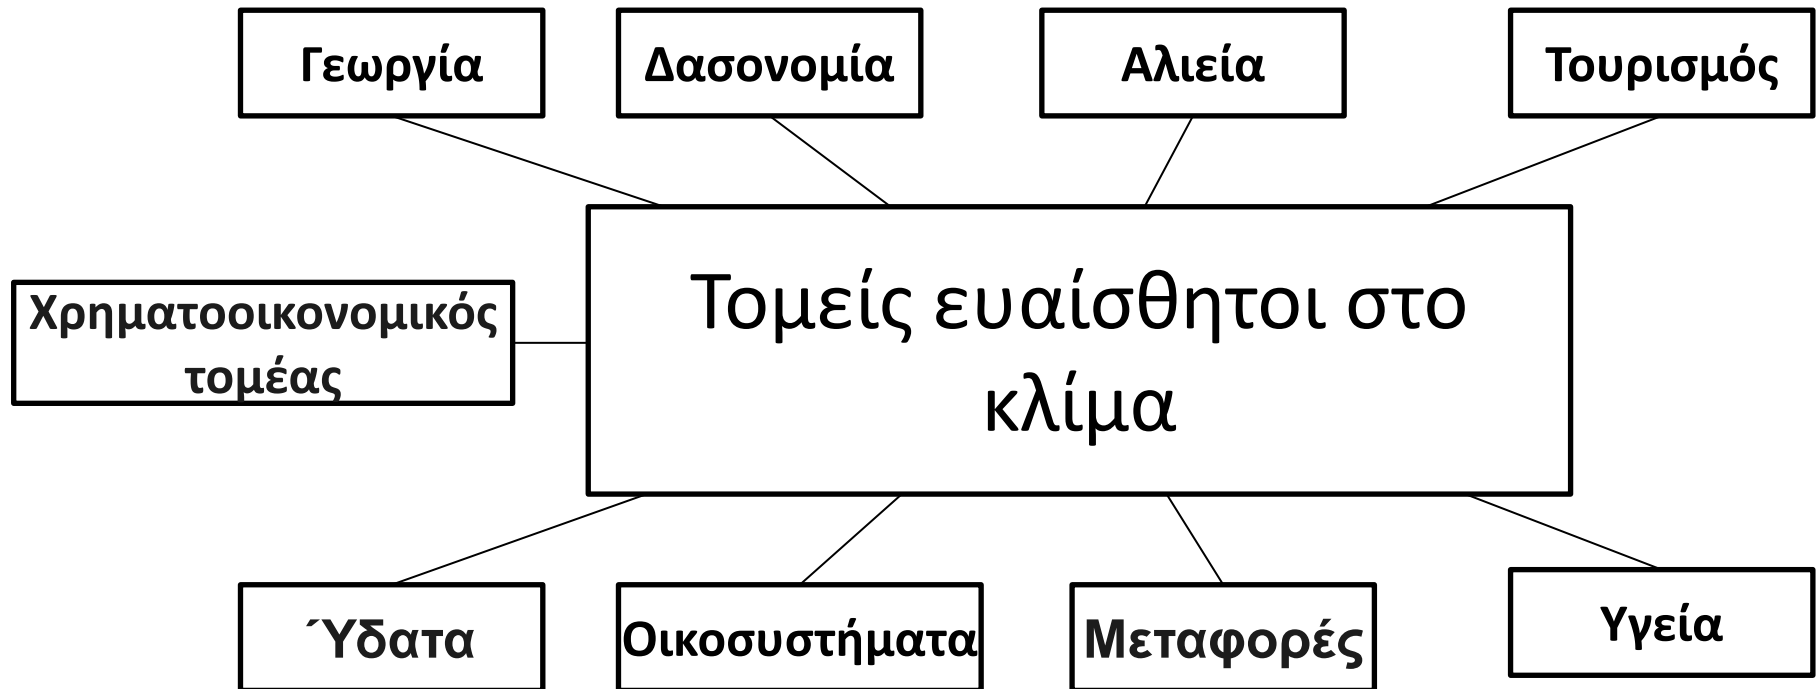 Γεωργία
Δασονομία
Αλιεία
Τουρισμός
Χρηματοοικονομικός
τομέας
Τομείς ευαίσθητοι στο
κλίμα
Ύδατα
Οικοσυστήματα
Μεταφορές
Υγεία